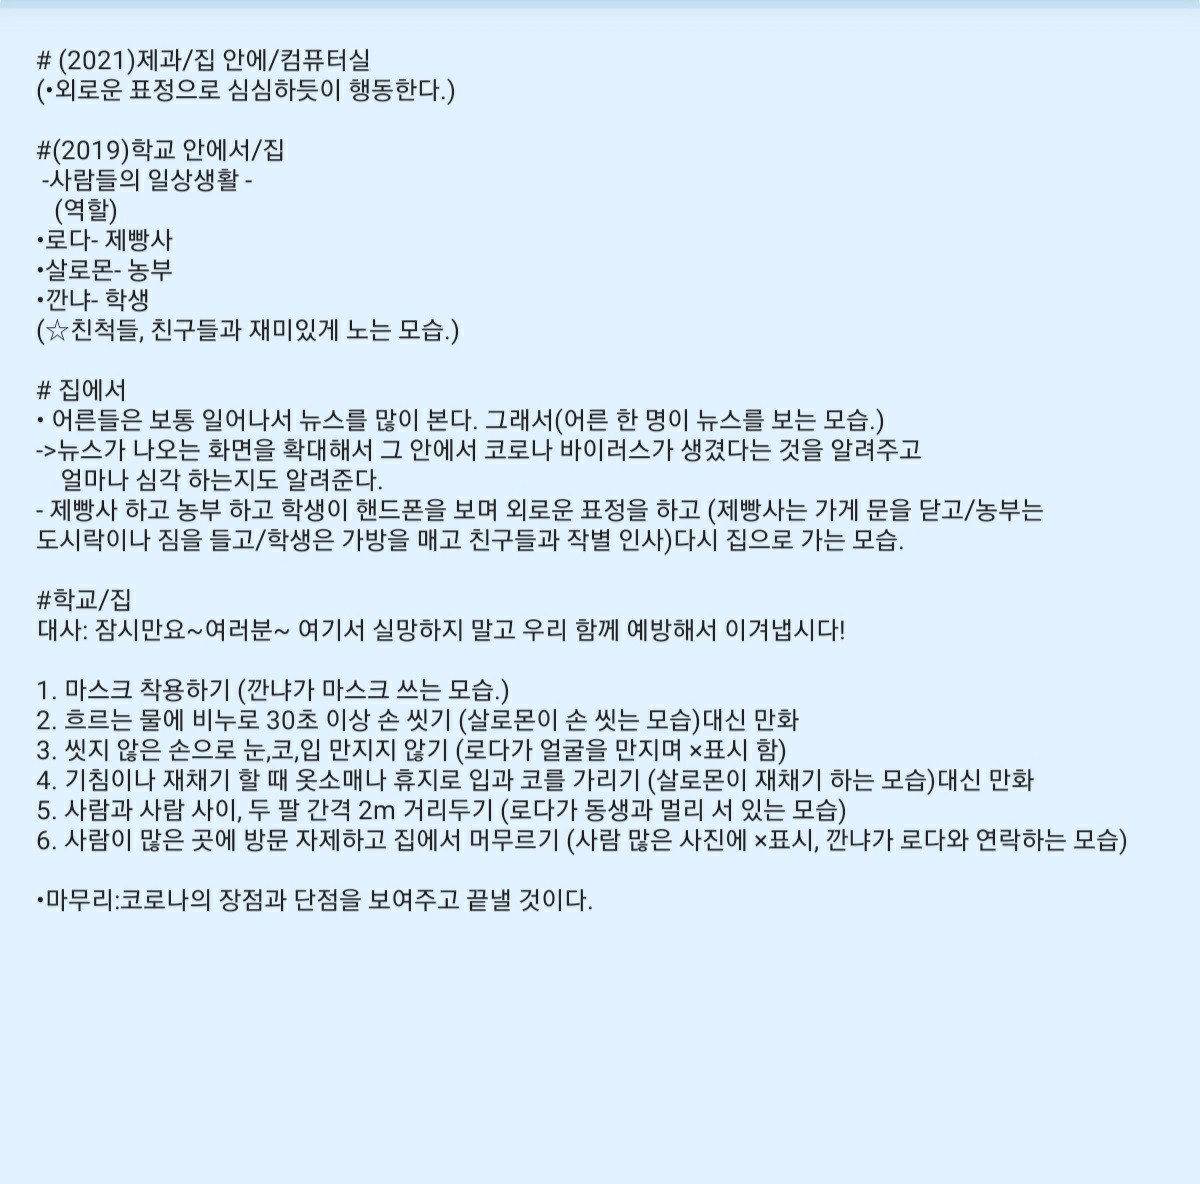 # (2021)제과/집 안에/컴퓨터실
(•외로운 표정으로 심심하듯이 행동한다.)
#(2019)학교 안에서/집
-사람들의 일상생활 -
(역할)
•로다- 제빵사
•살로몬- 농부
•깐냐- 학생
(☆친척들, 친구들과 재미있게 노는 모습.)
# 집에서
• 어른들은 보통 일어나서 뉴스를 많이 본다. 그래서(어른 한 명이 뉴스를 보는 모습.)
->뉴스가 나오는 화면을 확대해서 그 안에서 코로나 바이러스가 생겼다는 것을 알려주고
얼마나 심각 하는지도 알려준다.
- 제빵사 하고 농부 하고 학생이 핸드폰을 보며 외로운 표정을 하고 (제빵사는 가게 문을 닫고/농부는
도시락이나 짐을 들고/학생은 가방을 매고 친구들과 작별 인사)다시 집으로 가는 모습.
#학교/집
대사: 잠시만요~여러분~ 여기서 실망하지 말고 우리 함께 예방해서 이겨냅시다!
1. 마스크 착용하기 (깐냐가 마스크 쓰는 모습.)
2. 흐르는 물에 비누로 30초 이상 손 씻기 (살로몬이 손 씻는 모습)대신 만화
3. 씻지 않은 손으로 눈,코,입 만지지 않기 (로다가 얼굴을 만지며 ×표시 함)
4. 기침이나 재채기 할 때 옷소매나 휴지로 입과 코를 가리기 (살로몬이 재채기 하는 모습)대신 만화
5. 사람과 사람 사이, 두 팔 간격 2m 거리두기 (로다가 동생과 멀리 서 있는 모습)
6. 사람이 많은 곳에 방문 자제하고 집에서 머무르기 (사람 많은 사진에 ×표시, 깐냐가 로다와 연락하는 모습)
•마무리:코로나의 장점과 단점을 보여주고 끝낼 것이다.